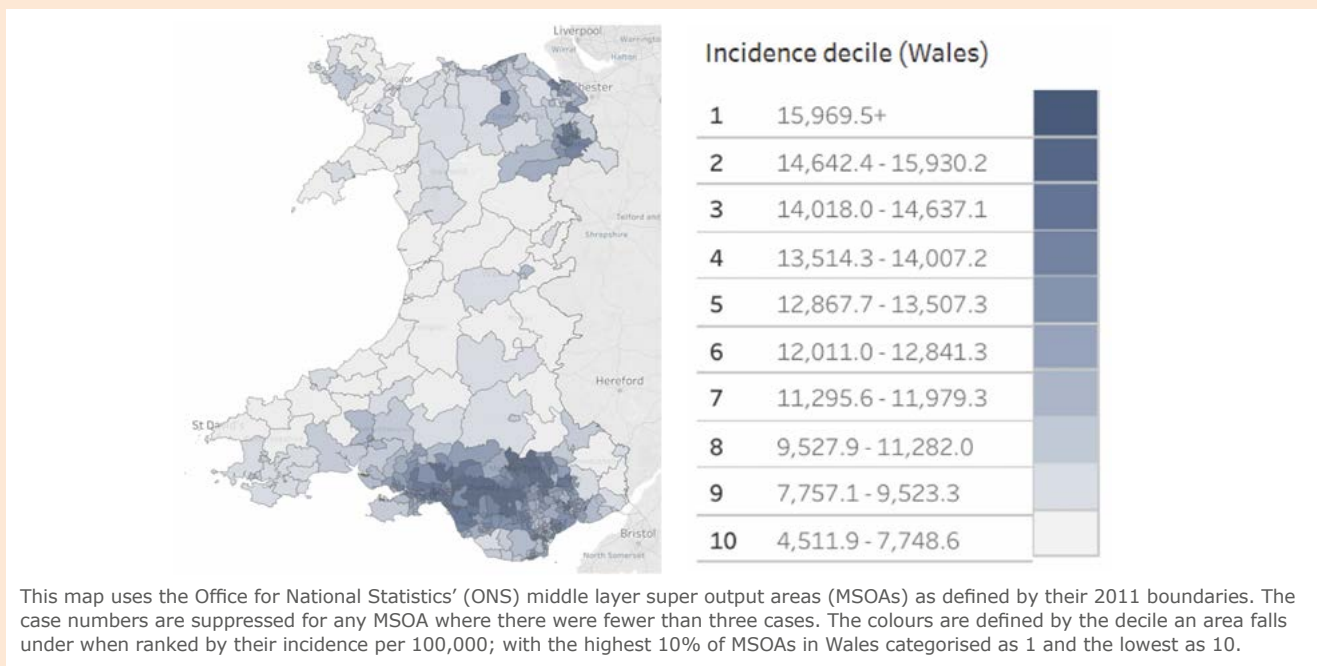 Liverpool
Warrington
Wirral
Halton
Chester
Telford and
Shropshire
Hereford
St David's
Bristol
North Somerset
Incidence decile (Wales)
1 15,969.5+
2 14,642.4 - 15,930.2
3 14,018.0 - 14,637.1
4 13,514.3 - 14,007.2
5 12,867.7 - 13,507.3
6 12,011.0 - 12,841.3
7 11,295.6 - 11,979.3
8 9,527.9 - 11,282.0
9 7,757.1 - 9,523.3
10 4,511.9 - 7,748.6
This map uses the Office for National Statistics’ (ONS) middle layer super output areas (MSOAs) as defined by their 2011 boundaries. The
case numbers are suppressed for any MSOA where there were fewer than three cases. The colours are defined by the decile an area falls
under when ranked by their incidence per 100,000; with the highest 10% of MSOAs in Wales categorised as 1 and the lowest as 10.